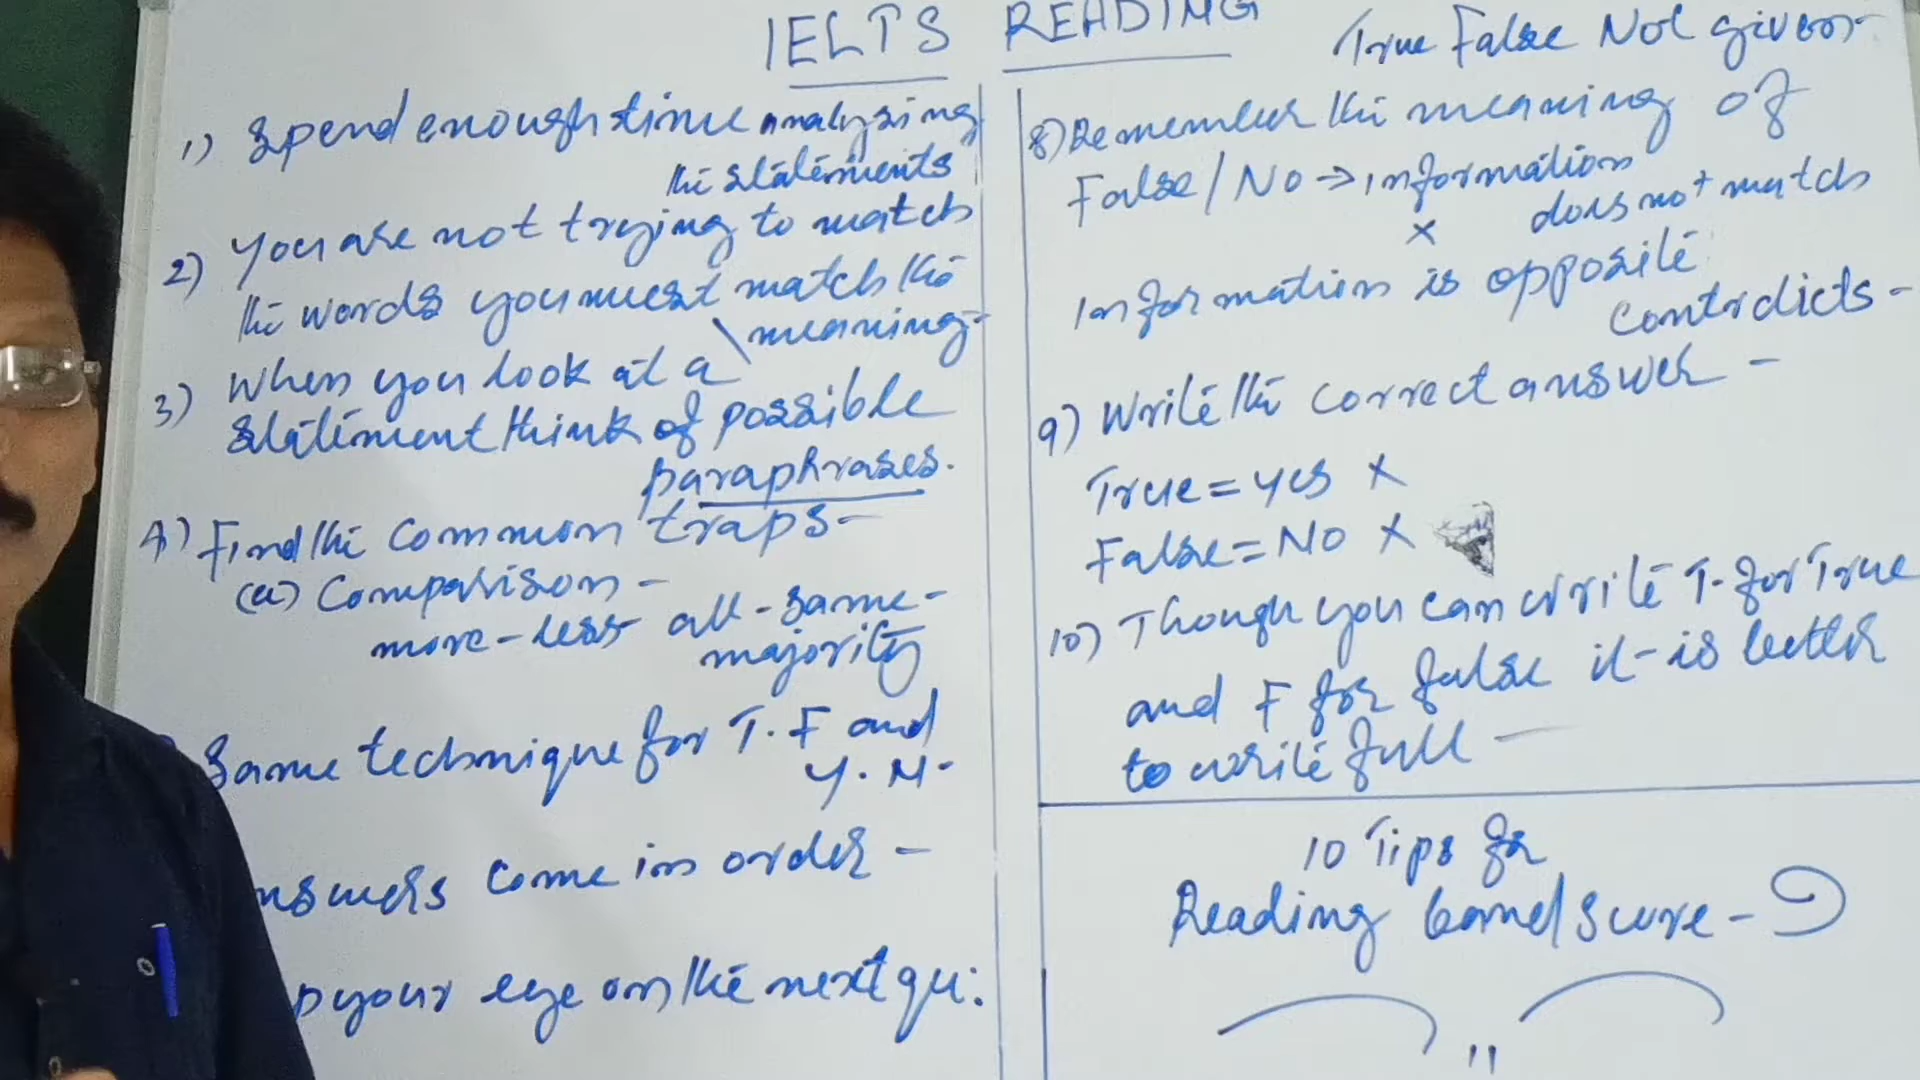 IELTS READING
True False Not given-
1) Spend enough time analysing
the statements
2) You are not trying to match
the words you must match the
meaning-
3) When you look at a
statement think of possible
paraphrases.
4) Find the common traps-
(a) Comparison-
more-less all-same-
majority
Same technique for T. F and
Y. N-
nswers come in order-
p your eye on the next qu:
8) Remember the meaning of
False/No → information
does not match
x
Information is opposite
contrdicts-
9) Write the correct answer-
True = yes x
False = No x
10) Though you can write T-for True
and F for false it-is better
to write full-
10 Tips for
Reading band score-9